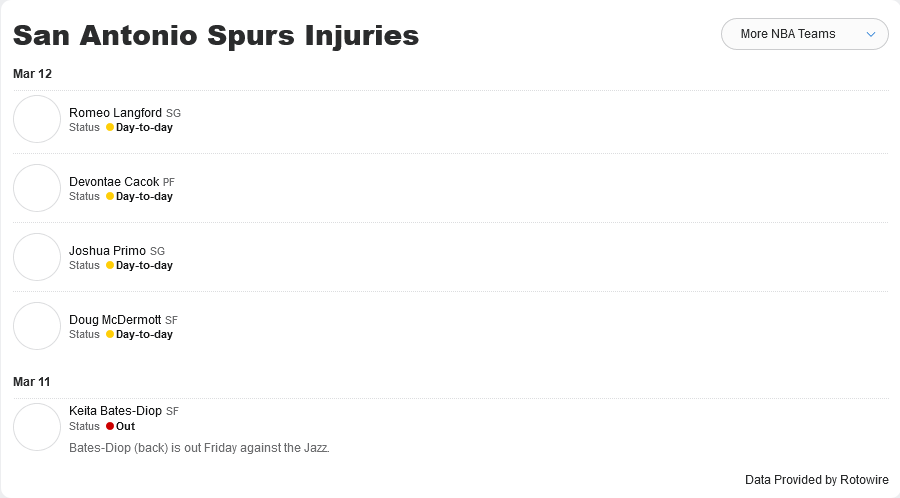 San Antonio Spurs Injuries
More NBA Teams
Mar 12
Romeo Langford SG
Status Day-to-day
Devontae Cacok PF
Status Day-to-day
Joshua Primo SG
Status Day-to-day
Doug McDermott SF
Status Day-to-day
Mar 11
Keita Bates-Diop SF
Status Out
Bates-Diop (back) is out Friday against the Jazz.
Data Provided by Rotowire